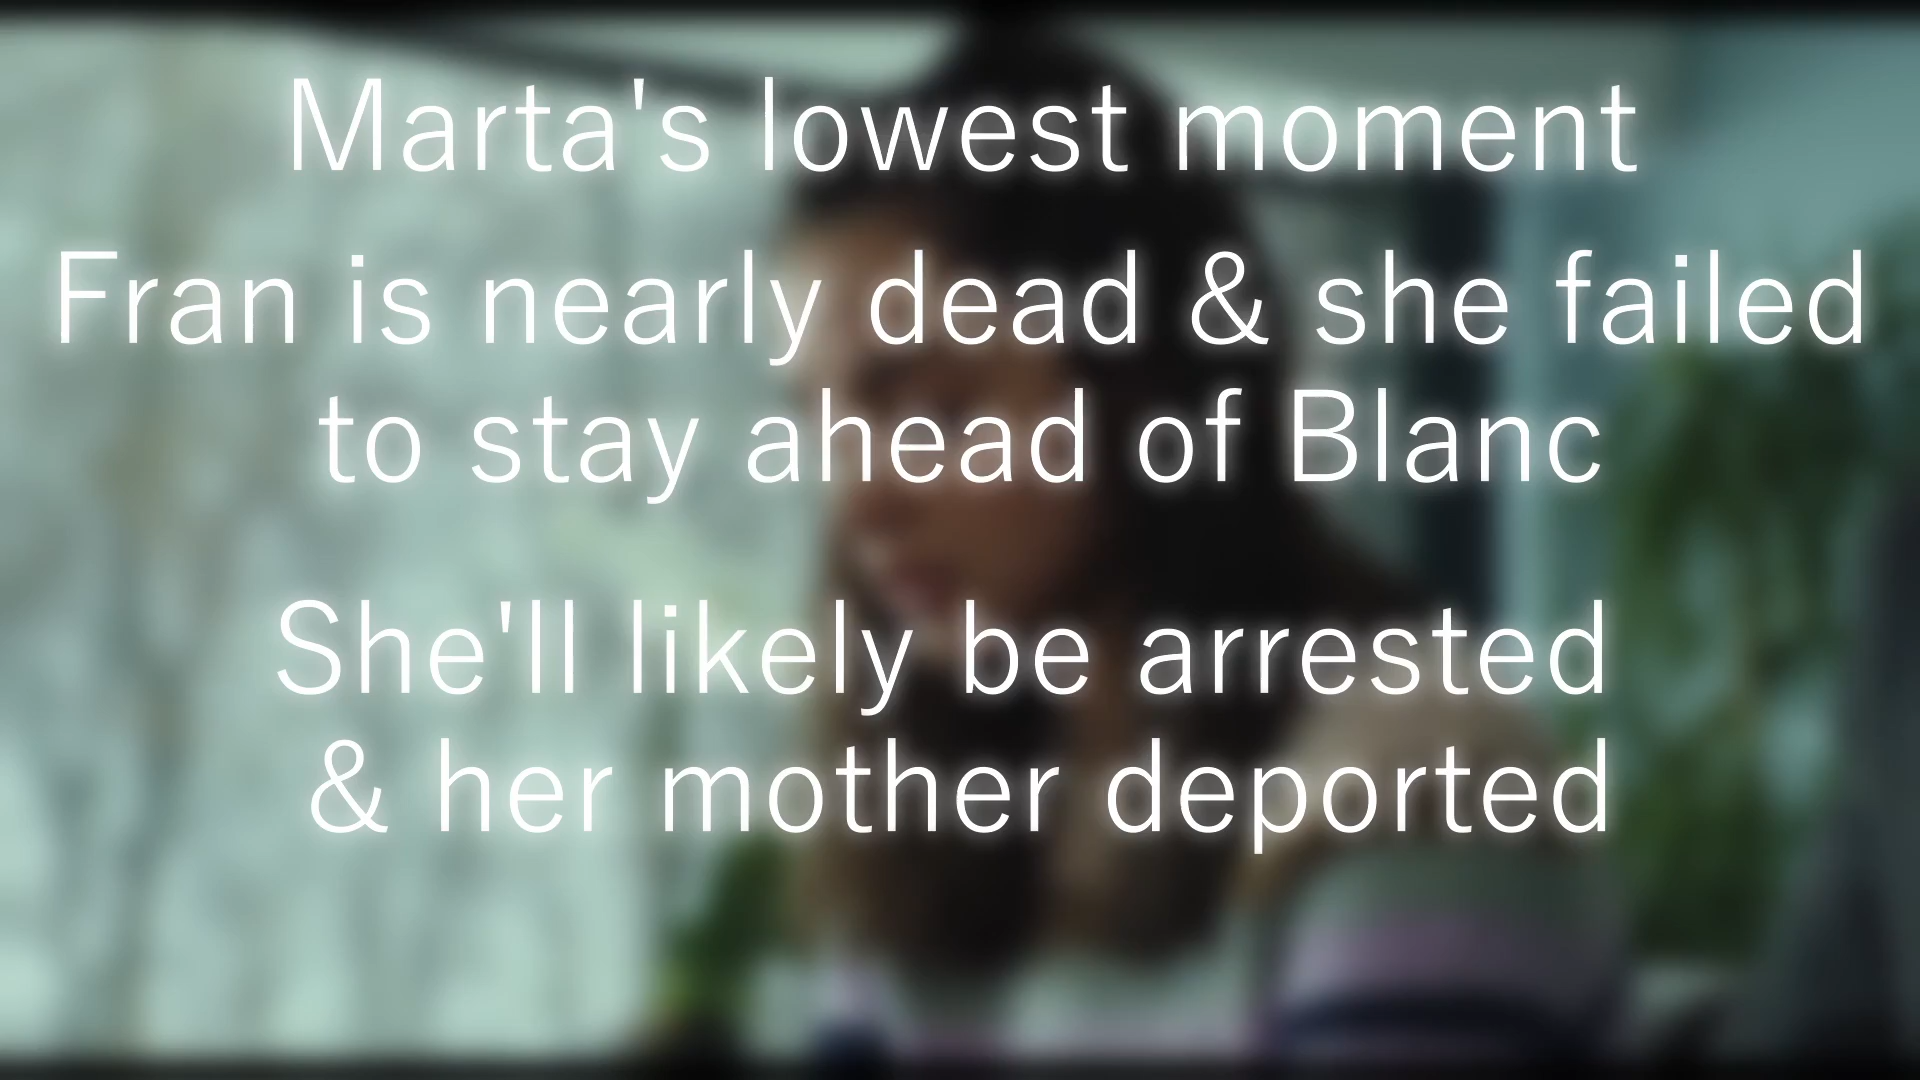 Marta's lowest moment
Fran is nearly dead & she failed
to stay ahead of Blanc
She'll likely be arrested
& her mother deported